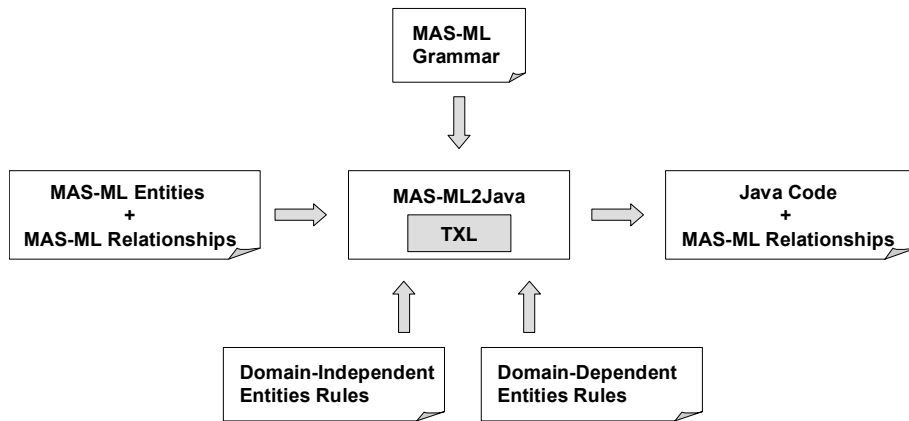 MAS-ML
Grammar
MAS-ML Entities
+
MAS-ML Relationships
MAS-ML2Java
TXL
Java Code
+
MAS-ML Relationships
Domain-Independent
Entities Rules
Domain-Dependent
Entities Rules